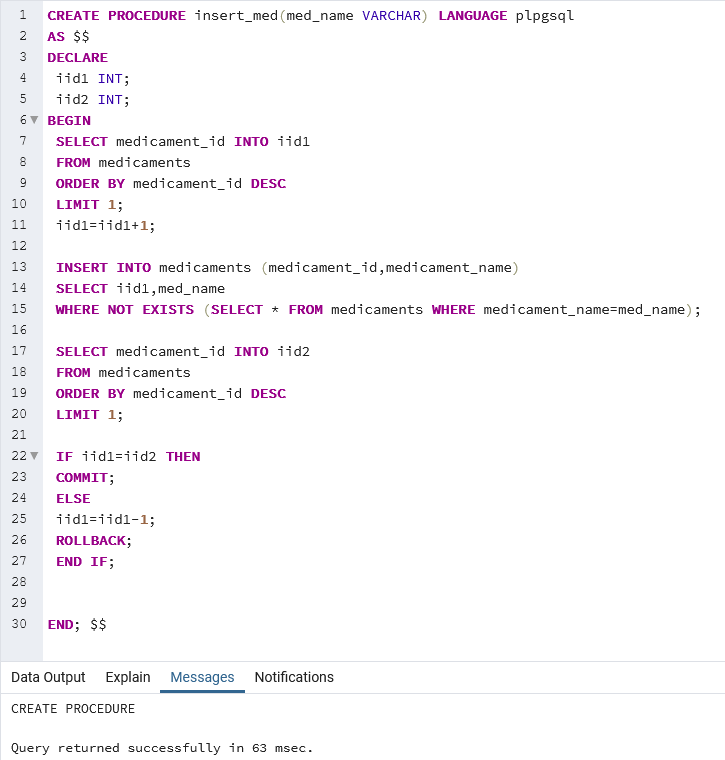 1 CREATE PROCEDURE insert_med(med_name VARCHAR) LANGUAGE plpgsql
2 AS $$
3 DECLARE
4 iid1 INT;
5 iid2 INT;
6 BEGIN
7 SELECT medicament_id INTO iid1
8 FROM medicaments
9 ORDER BY medicament_id DESC
10 LIMIT 1;
11 iid1=iid1+1;
12
13 INSERT INTO medicaments (medicament_id,medicament_name)
14 SELECT iid1,med_name
15 WHERE NOT EXISTS (SELECT * FROM medicaments WHERE medicament_name=med_name);
16
17 SELECT medicament_id INTO iid2
18 FROM medicaments
19 ORDER BY medicament_id DESC
20 LIMIT 1;
21
22 IF iid1=iid2 THEN
23 COMMIT;
24 ELSE
25 iid1=iid1-1;
26 ROLLBACK;
27 END IF;
28
29
30 END; $$
Data Output Explain Messages Notifications
CREATE PROCEDURE
Query returned successfully in 63 msec.